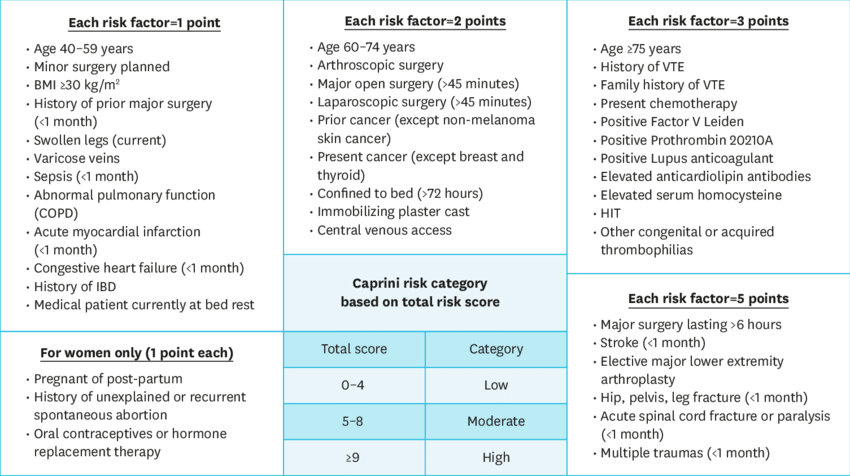 Each risk factor=1 point
• Age 40–59 years
• Minor surgery planned
• BMI ≥30 kg/m²
• History of prior major surgery
(<1 month)
• Swollen legs (current)
• Varicose veins
• Sepsis (<1 month)
• Abnormal pulmonary function
(COPD)
• Acute myocardial infarction
(<1 month)
• Congestive heart failure (<1 month)
• History of IBD
• Medical patient currently at bed rest
For women only (1 point each)
• Pregnant of post-partum
• History of unexplained or recurrent
spontaneous abortion
• Oral contraceptives or hormone
replacement therapy
Each risk factor=2 points
• Age 60–74 years
• Arthroscopic surgery
• Major open surgery (>45 minutes)
• Laparoscopic surgery (>45 minutes)
• Prior cancer (except non-melanoma
skin cancer)
• Present cancer (except breast and
thyroid)
• Confined to bed (>72 hours)
• Immobilizing plaster cast
• Central venous access
Caprini risk category
based on total risk score
Total score Category
0–4 Low
5–8 Moderate
≥9 High
Each risk factor=3 points
• Age ≥75 years
• History of VTE
• Family history of VTE
• Present chemotherapy
• Positive Factor V Leiden
• Positive Prothrombin 20210A
• Positive Lupus anticoagulant
• Elevated anticardiolipin antibodies
• Elevated serum homocysteine
• HIT
• Other congenital or acquired
thrombophilias
Each risk factor=5 points
• Major surgery lasting >6 hours
• Stroke (<1 month)
• Elective major lower extremity
arthroplasty
• Hip, pelvis, leg fracture (<1 month)
• Acute spinal cord fracture or paralysis
(<1 month)
• Multiple traumas (<1 month)